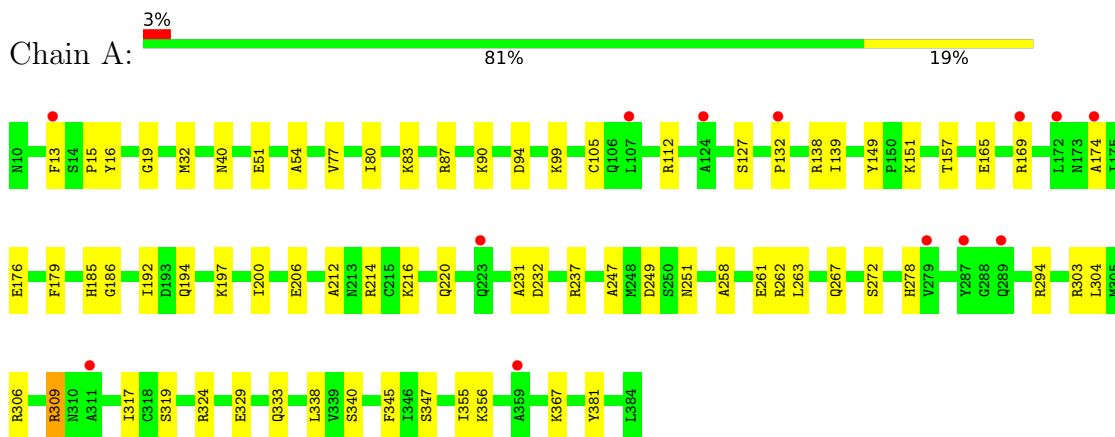 3%
Chain A:
81% 19%
N10 F13 S14 P15 Y16 G19 M32 N40 E51 A54 V77 I80 K83 R87 K90 D94 K99 C105 Q106 L107 R112 A124 S127 P132 R138 I139 Y149 P150 K151 T157 E165 R169 L172 N173 A174 I175
E176 F179 H185 G186 I192 D193 Q194 K197 I200 E206 A212 N213 R214 C215 K216 Q220 Q223 A231 D232 R237 A247 M248 D249 S250 N251 A258 E261 R262 L263 Q267 S272 H278 V279 Y287 G288 Q289 R294 R303 L304 M305
R306 R309 N310 A311 I317 C318 S319 R324 E329 Q333 L338 V339 S340 F345 I346 S347 I355 K356 A359 K367 Y381 L384